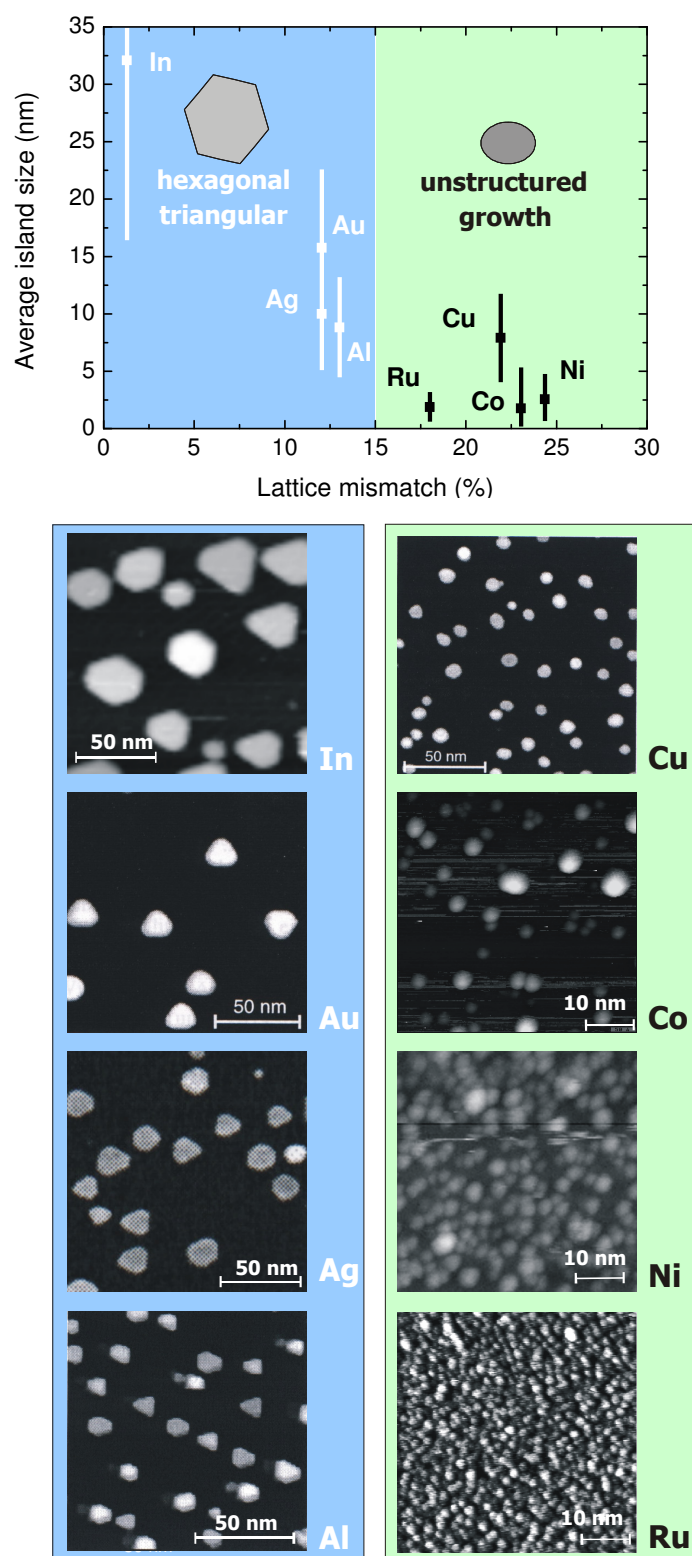 35
30
25
20
15
10
5
0
Average island size (nm)
In
hexagonal
triangular
unstructured
growth
Au
Ag
Al
Cu
Ru
Co
Ni
0
5
10
15
20
25
30
Lattice mismatch (%)
50 nm
In
50 nm
Cu
50 nm
Au
10 nm
Co
50 nm
Ag
10 nm
Ni
50 nm
Al
10 nm
Ru